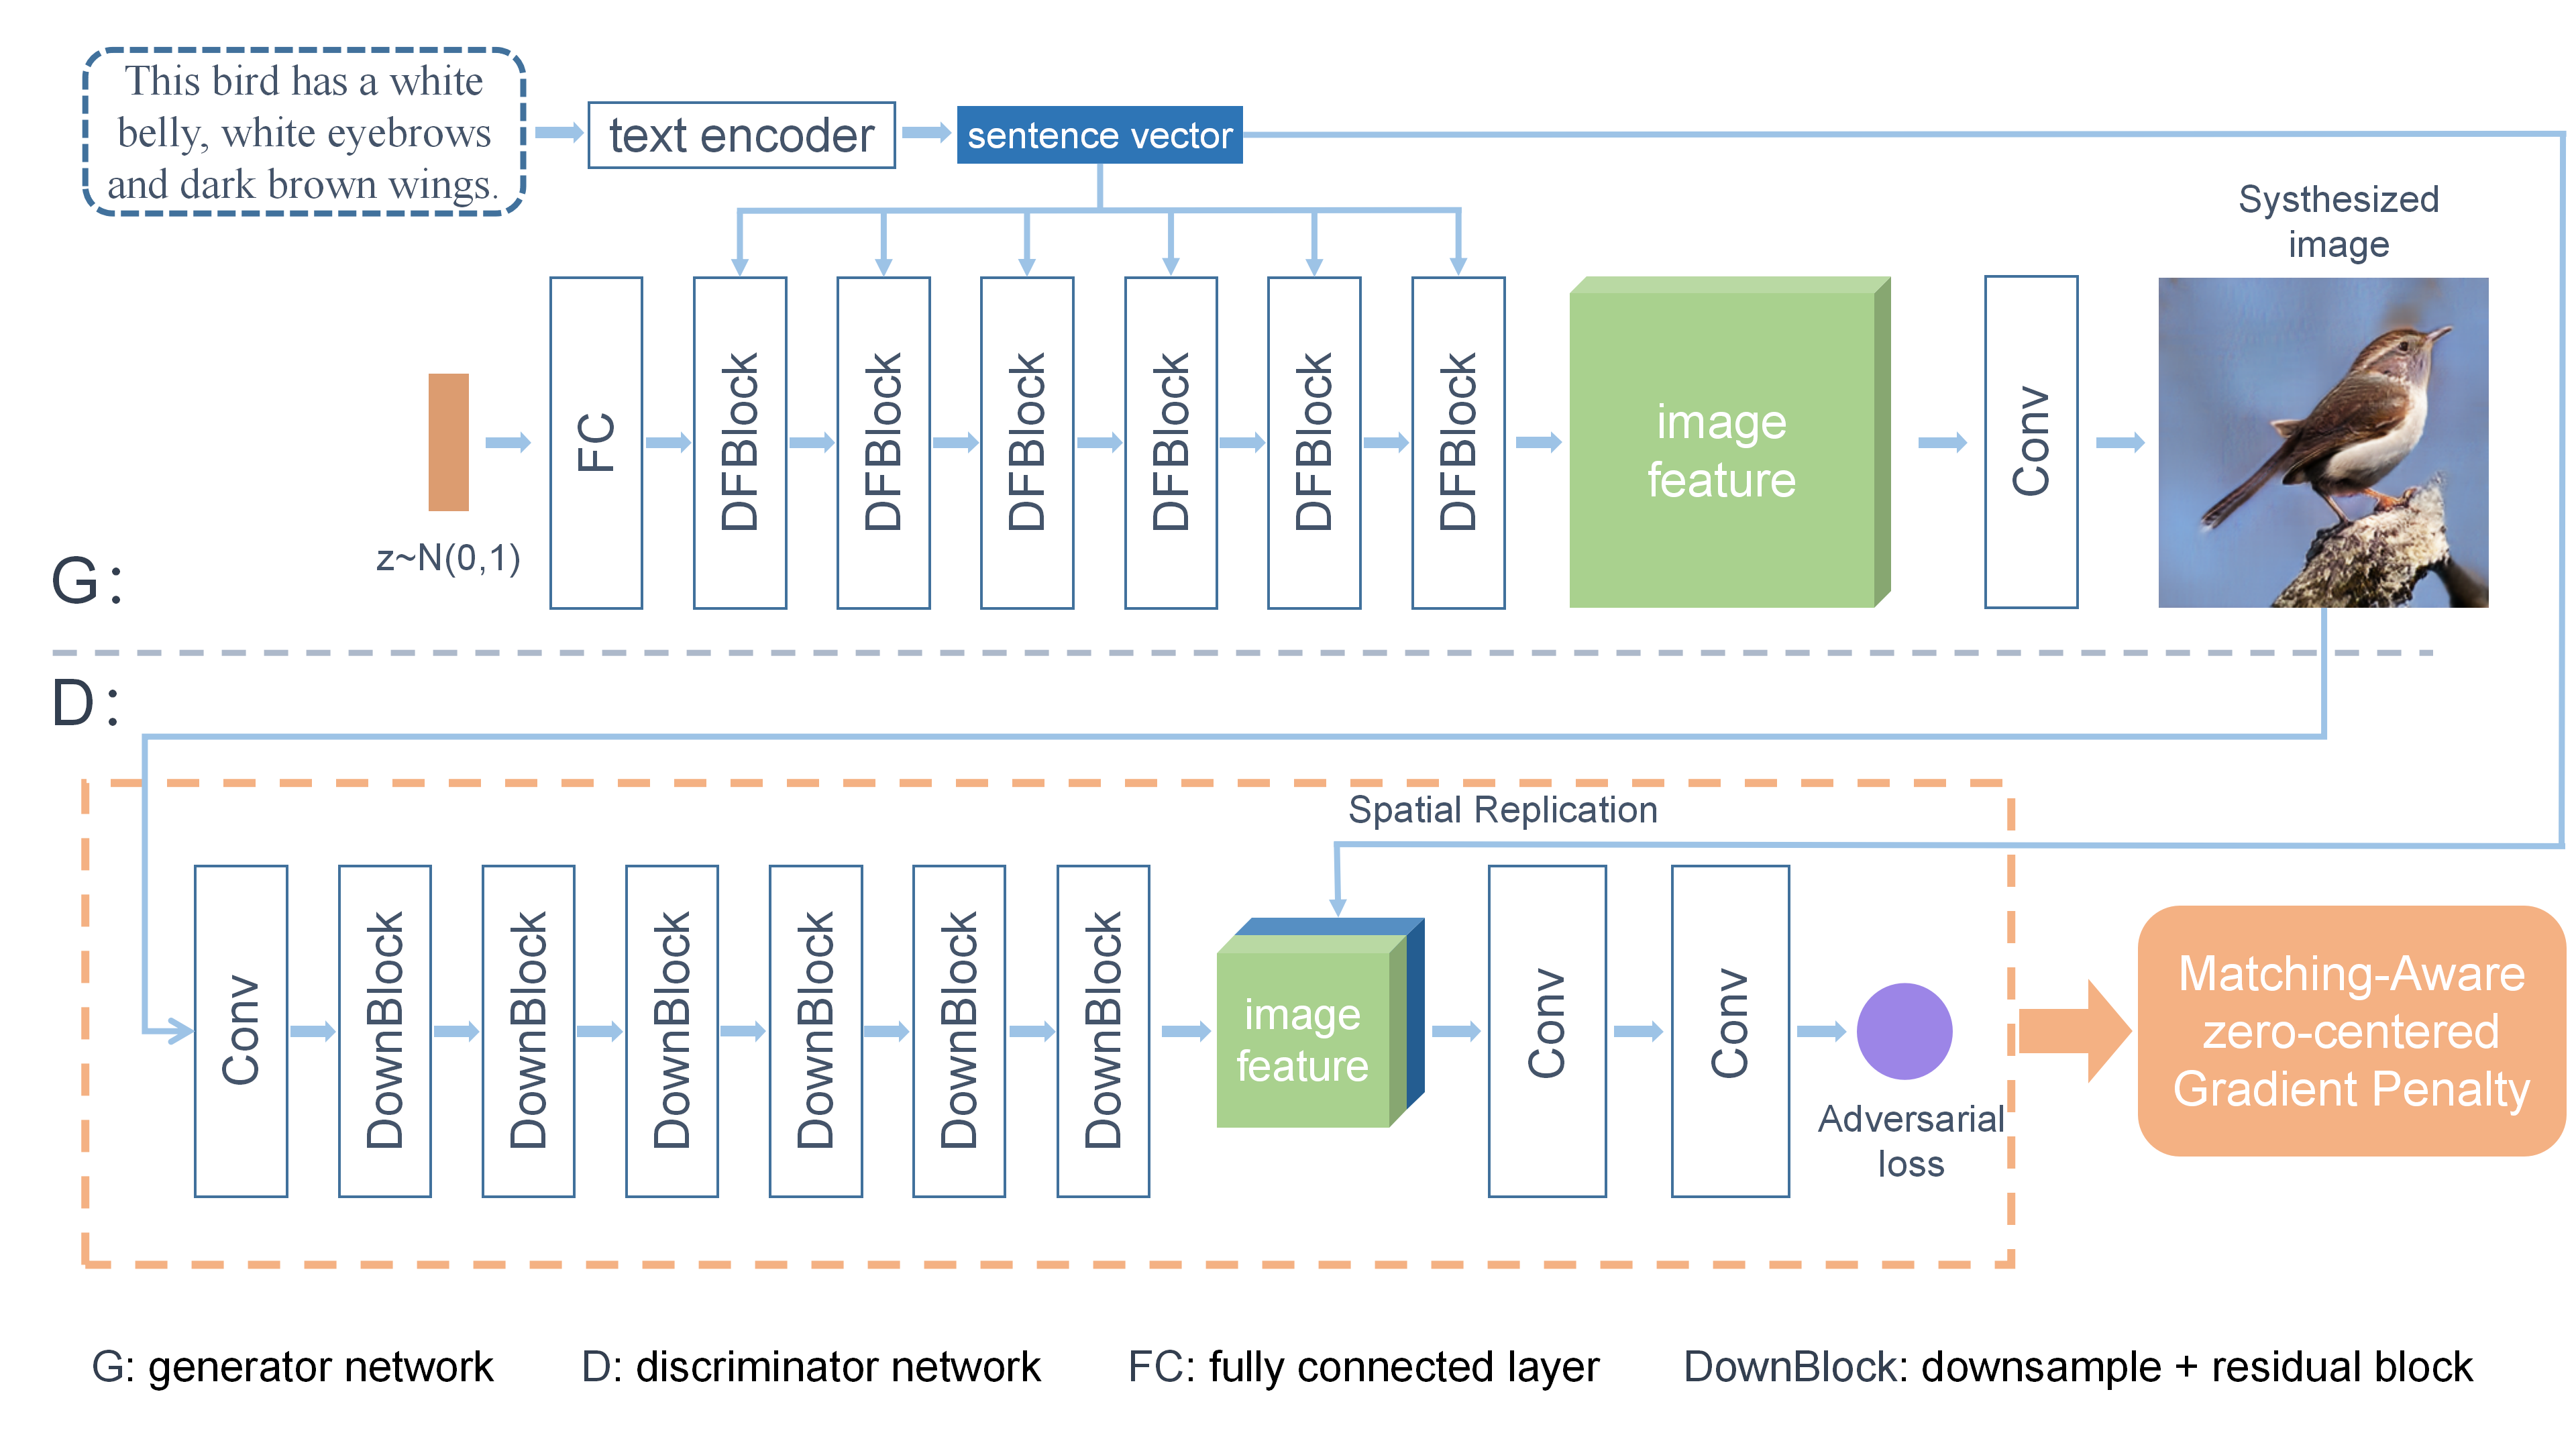 This bird has a white
belly, white eyebrows
and dark brown wings.
text encoder
sentence vector
Systhesized
image
z~N(0,1)
FC
DFBlock
DFBlock
DFBlock
DFBlock
DFBlock
DFBlock
image
feature
Conv
G:
D:
Spatial Replication
Conv
DownBlock
DownBlock
DownBlock
DownBlock
DownBlock
DownBlock
image
feature
Conv
Conv
Adversarial
loss
Matching-Aware
zero-centered
Gradient Penalty
G: generator network
D: discriminator network
FC: fully connected layer
DownBlock: downsample + residual block